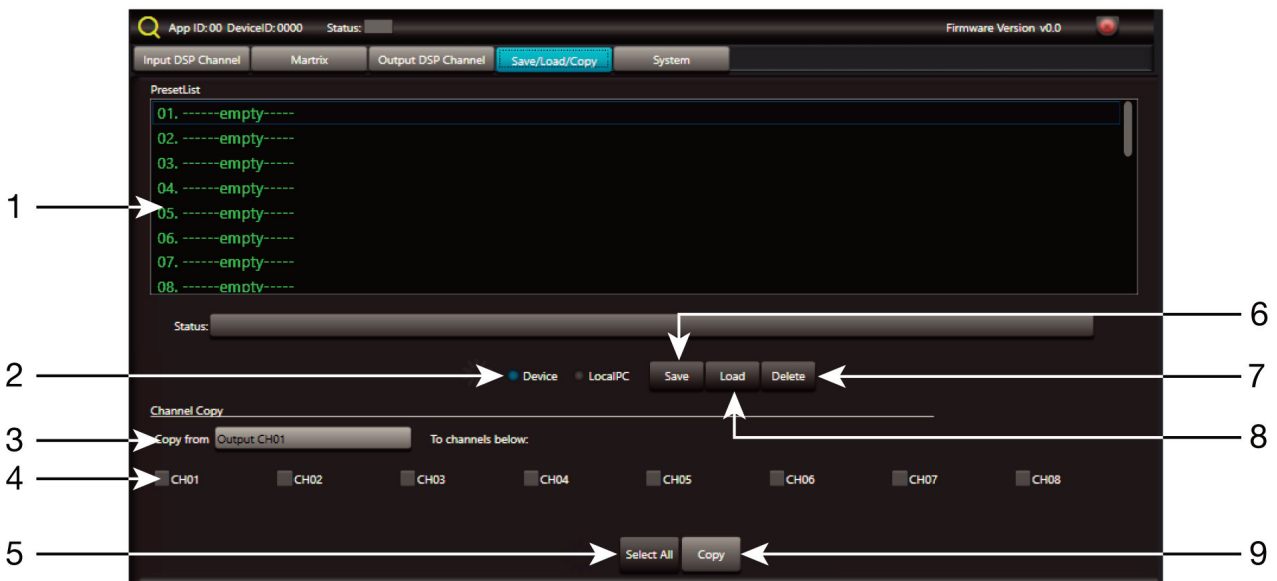 App ID: 00 DeviceID: 0000 Status: Firmware Version v0.0
Input DSP Channel Martrix Output DSP Channel Save/Load/Copy System
PresetList
01. ------empty-----
02. ------empty-----
03. ------empty-----
04. ------empty-----
1
05. ------empty-----
06. ------empty-----
07. ------empty-----
08. ------empty-----
Status: 6
2 Device LocalPC Save Load Delete 7
Channel Copy
3 Copy from Output CH01 To channels below: 8
4 CH01 CH02 CH03 CH04 CH05 CH06 CH07 CH08
5 Select All Copy 9